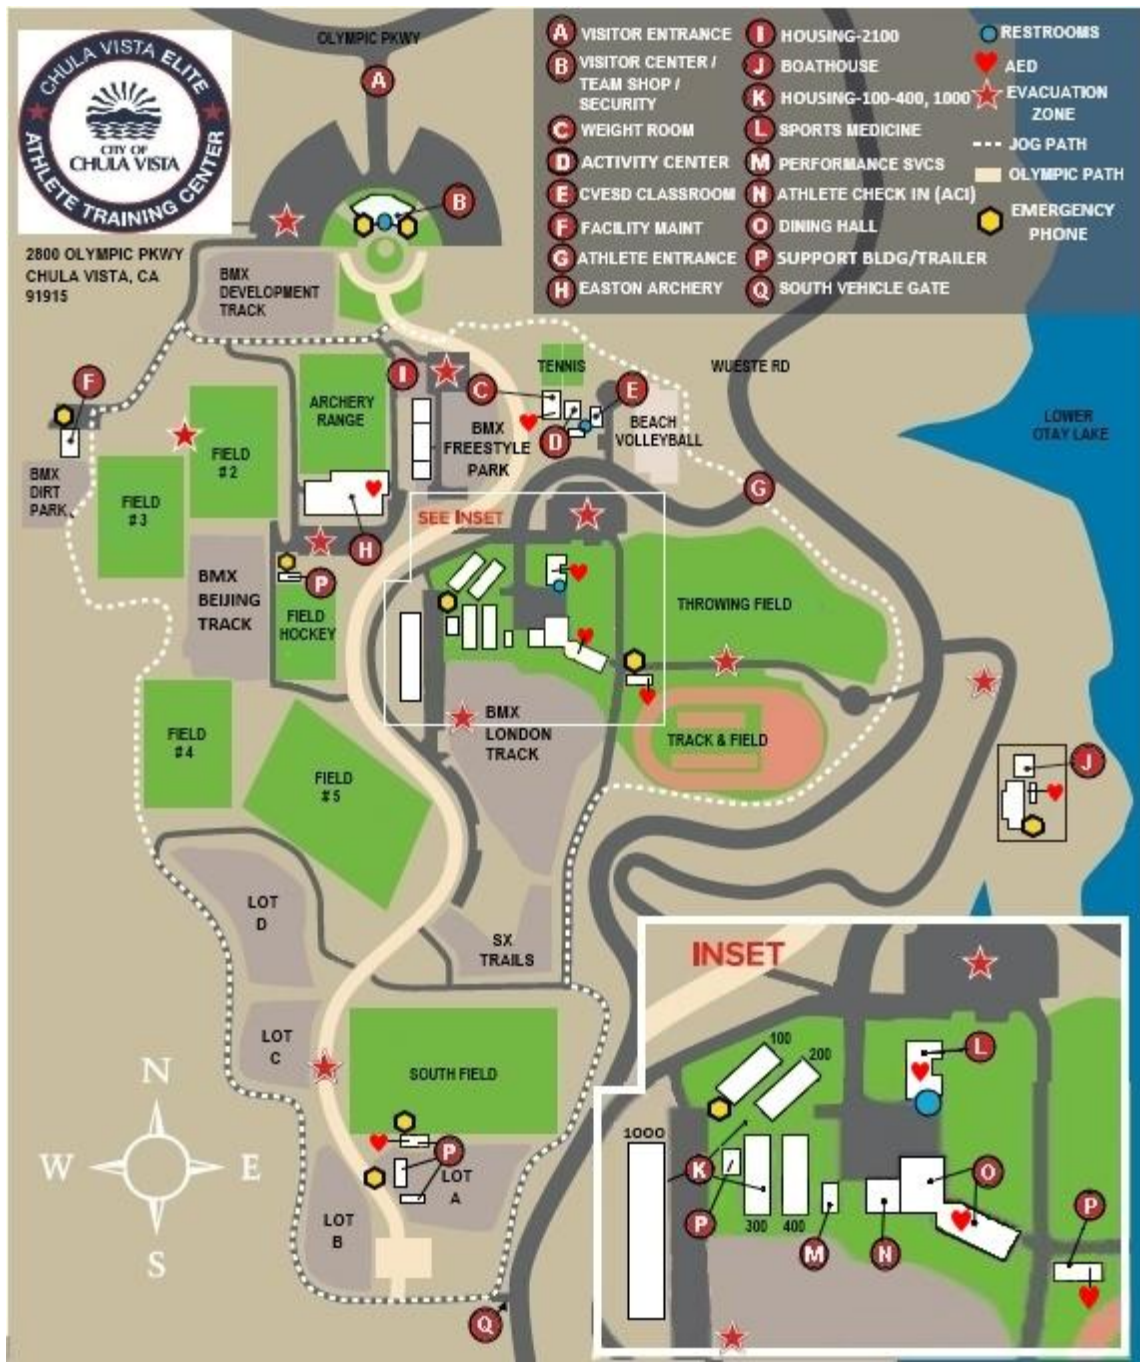 CHULA VISTA ELITE
ATHLETE TRAINING CENTER
CITY OF
CHULA VISTA
2800 OLYMPIC PKWY
CHULA VISTA, CA
91915
OLYMPIC PKWY
A VISITOR ENTRANCE
B VISITOR CENTER /
TEAM SHOP /
SECURITY
C WEIGHT ROOM
D ACTIVITY CENTER
E CVESD CLASSROOM
F FACILITY MAINT
G ATHLETE ENTRANCE
H EASTON ARCHERY
I HOUSING-2100
J BOATHOUSE
K HOUSING-100-400, 1000
L SPORTS MEDICINE
M PERFORMANCE SVCS
N ATHLETE CHECK IN (ACI)
O DINING HALL
P SUPPORT BLDG/TRAILER
Q SOUTH VEHICLE GATE
RESTROOMS
AED
EVACUATION
ZONE
JOG PATH
OLYMPIC PATH
EMERGENCY
PHONE
A
B
BMX
DEVELOPMENT
TRACK
F
I
C
TENNIS
E
D
WUESTE RD
ARCHERY
RANGE
BMX
FREESTYLE
PARK
BEACH
VOLLEYBALL
LOWER
OTAY LAKE
BMX
DIRT
PARK
FIELD
#3
FIELD
#2
G
SEE INSET
H
P
BMX
BEIJING
TRACK
FIELD
HOCKEY
THROWING FIELD
FIELD
#4
FIELD
#5
BMX
LONDON
TRACK
TRACK & FIELD
J
LOT
D
SX
TRAILS
LOT
C
SOUTH FIELD
P
LOT
A
LOT
B
Q
N
W E
S
INSET
100
200
L
1000
K
P
300
400
M
N
O
P